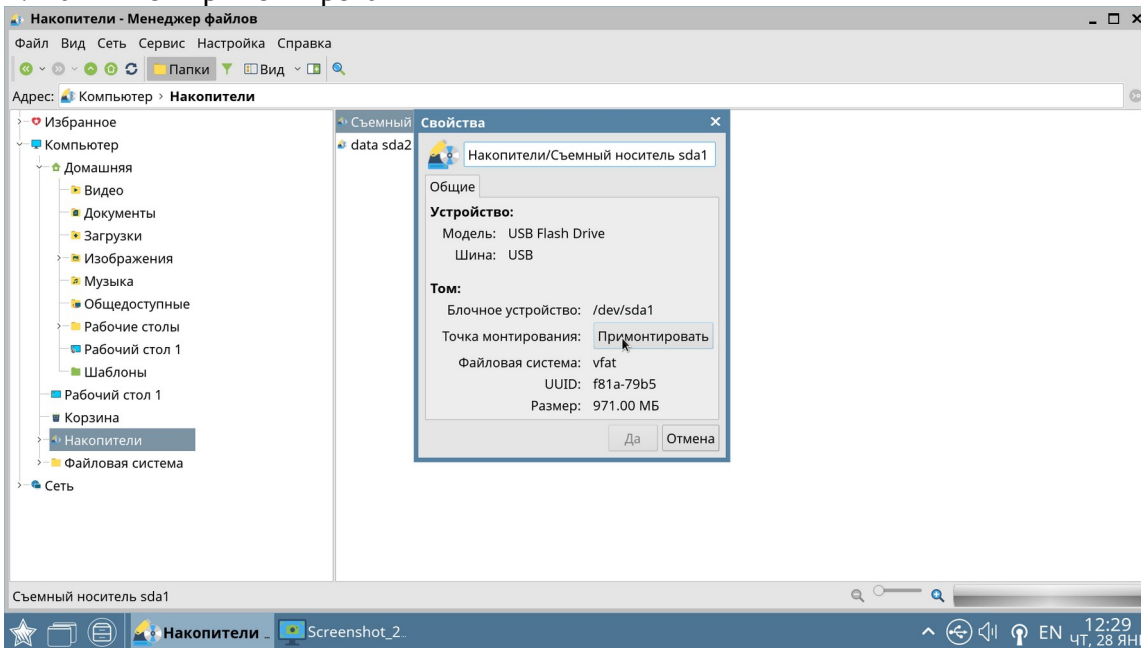 Накопители - Менеджер файлов
Файл Вид Сеть Сервис Настройка Справка
Папки Вид
Адрес: Компьютер > Накопители
Избранное
Компьютер
Домашняя
Видео
Документы
Загрузки
Изображения
Музыка
Общедоступные
Рабочие столы
Рабочий стол 1
Шаблоны
Рабочий стол 1
Корзина
Накопители
Файловая система
Сеть
Съемный
data sda2
Свойства
Накопители/Съемный носитель sda1
Общие
Устройство:
Модель: USB Flash Drive
Шина: USB
Том:
Блочное устройство: /dev/sda1
Точка монтирования: Примонтировать
Файловая система: vfat
UUID: f81a-79b5
Размер: 971.00 МБ
Да Отмена
Съемный носитель sda1
Накопители _ Screenshot_2.. EN 12:29
ЧТ, 28 ЯН